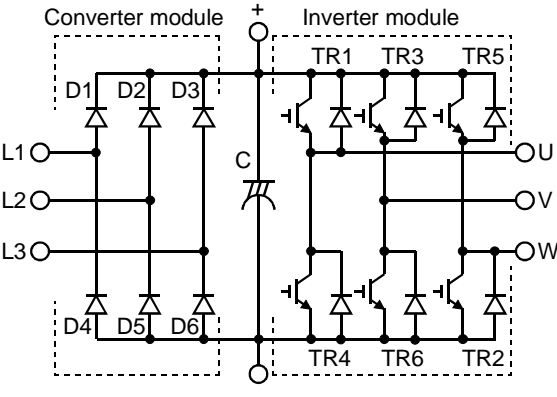 Converter module
+
Inverter module
TR1
TR3
TR5
D1
D2
D3
L1
C
U
L2
V
L3
W
D4
D5
D6
TR4
TR6
TR2